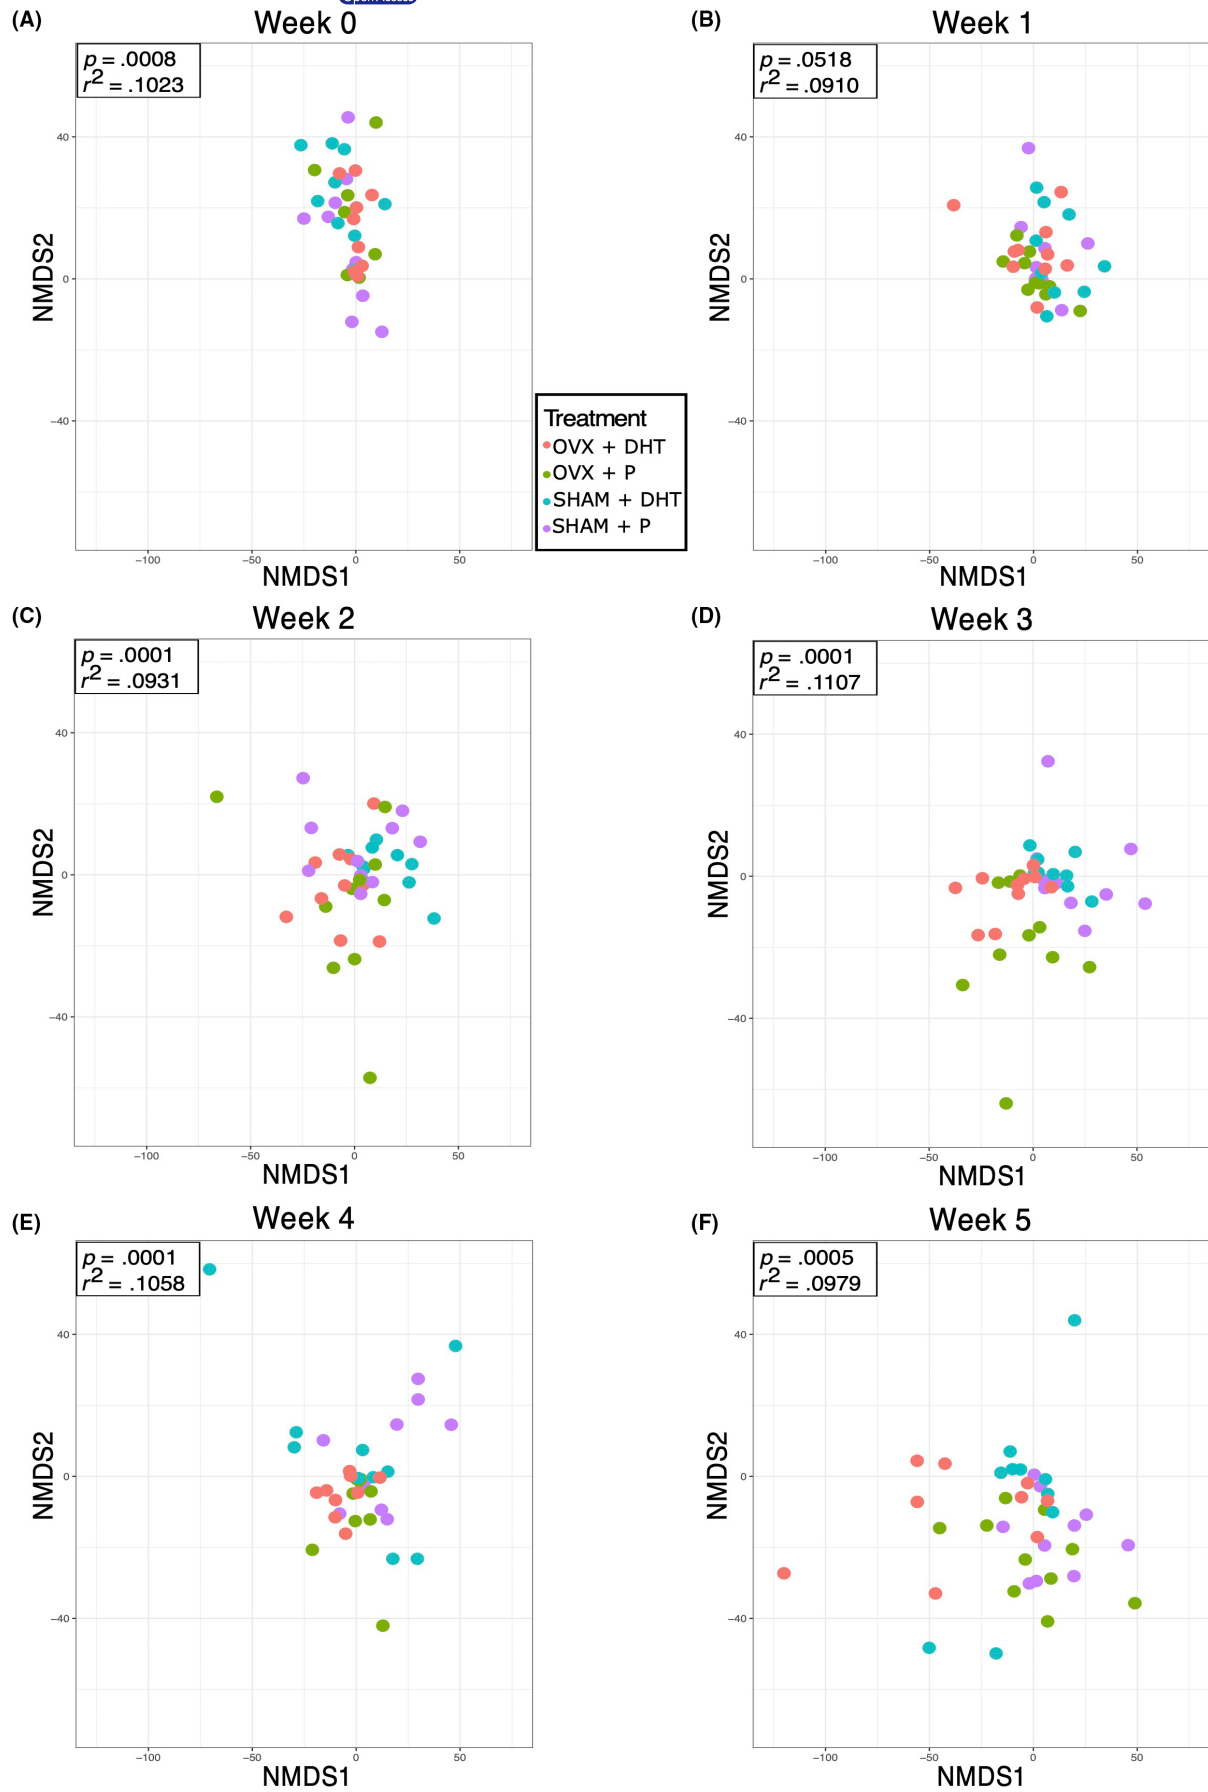 (A)
Week 0
p = .0008
r2 = .1023
40
0
−40
NMDS2
−100
−50
0
50
NMDS1
(B)
Week 1
p = .0518
r2 = .0910
40
0
−40
NMDS2
−100
−50
0
50
NMDS1
Treatment
OVX + DHT
OVX + P
SHAM + DHT
SHAM + P
(C)
Week 2
p = .0001
r2 = .0931
40
0
−40
NMDS2
−100
−50
0
50
NMDS1
(D)
Week 3
p = .0001
r2 = .1107
40
0
−40
NMDS2
−100
−50
0
50
NMDS1
(E)
Week 4
p = .0001
r2 = .1058
40
0
−40
NMDS2
−100
−50
0
50
NMDS1
(F)
Week 5
p = .0005
r2 = .0979
40
0
−40
NMDS2
−100
−50
0
50
NMDS1